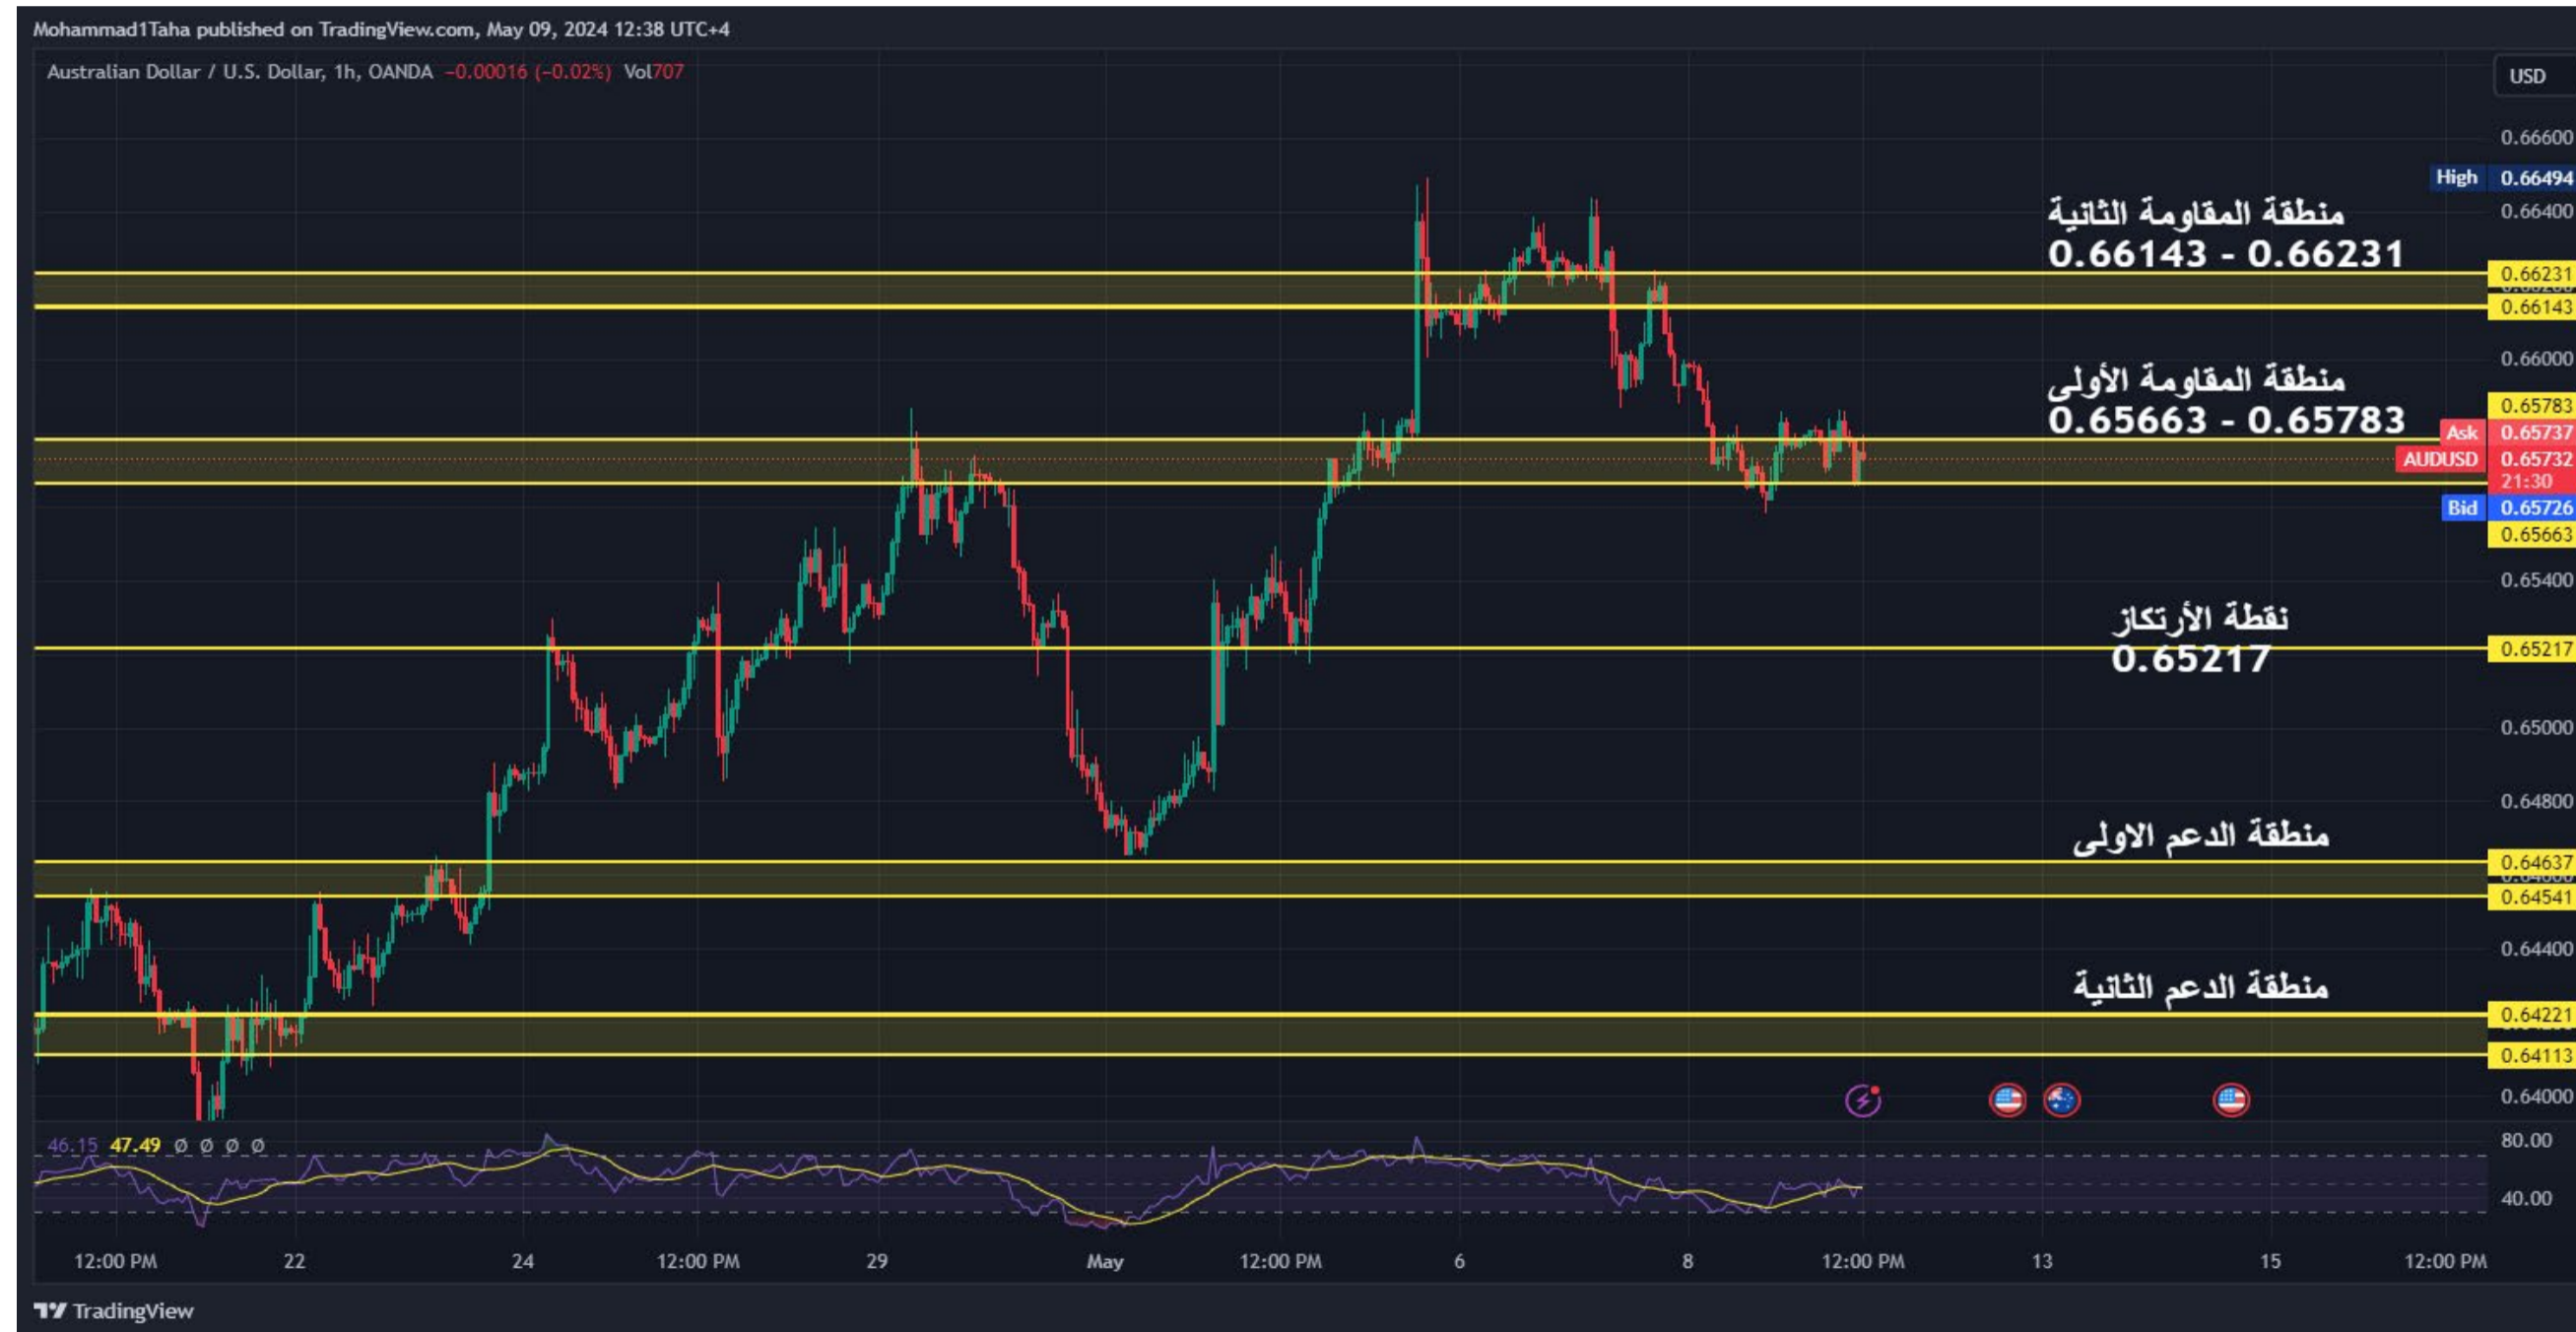 Mohammad1Taha published on TradingView.com, May 09, 2024 12:38 UTC+4
Australian Dollar / U.S. Dollar, 1h, OANDA −0.00016 (−0.02%) Vol707
USD
0.66600
High 0.66494
0.66400
منطقة المقاومة الثانية
0.66143 - 0.66231
0.66231
0.66143
0.66000
منطقة المقاومة الأولى
0.65663 - 0.65783
0.65783
Ask 0.65737
AUDUSD 0.65732
21:30
Bid 0.65726
0.65663
0.65400
نقطة الأرتكاز
0.65217
0.65217
0.65000
0.64800
منطقة الدعم الاولى
0.64637
0.64541
0.64400
منطقة الدعم الثانية
0.64221
0.64113
0.64000
46.15 47.49 Ø Ø Ø Ø
80.00
40.00
12:00 PM 22 24 12:00 PM 29 May 12:00 PM 6 8 12:00 PM 13 15 12:00 PM
TradingView